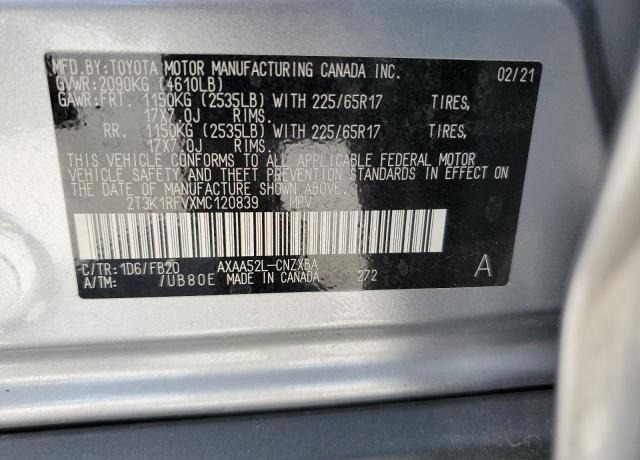 MFD.BY:TOYOTA MOTOR MANUFACTURING CANADA INC. 02/21
GVWR:2090KG (4610LB)
GAWR:FRT. 1150KG (2535LB) WITH 225/65R17 TIRES,
17X7.0J RIMS.
RR. 1150KG (2535LB) WITH 225/65R17 TIRES,
17X7.0J RIMS.
THIS VEHICLE CONFORMS TO ALL APPLICABLE FEDERAL MOTOR
VEHICLE SAFETY AND THEFT PREVENTION STANDARDS IN EFFECT
ON THE DATE OF MANUFACTURE SHOWN ABOVE.
2T3K1RFVXMC120839 MPV
C/TR:1D6/FB20 AXAA52L-CNZXBA A
A/TM: /UB80E MADE IN CANADA 272